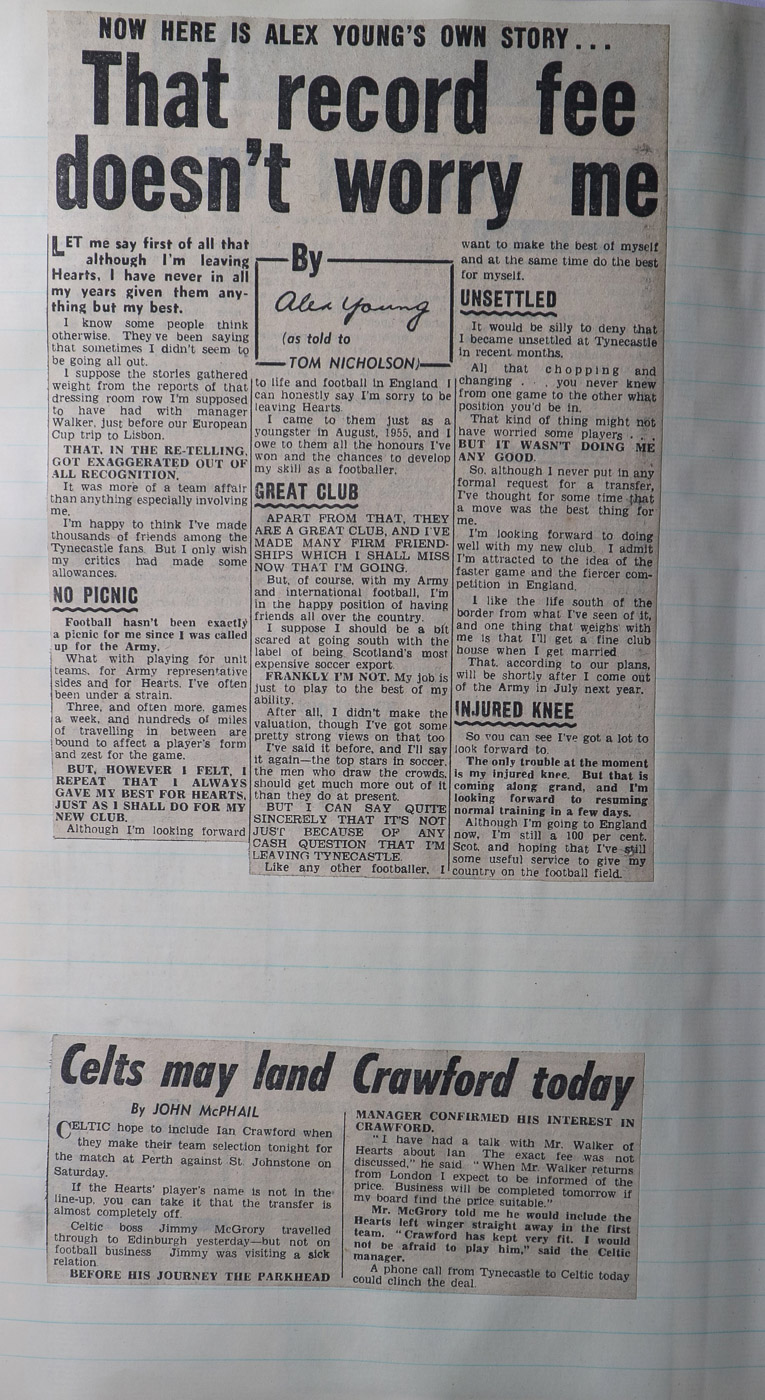 NOW HERE IS ALEX YOUNG'S OWN STORY . . .
That record fee
doesn't worry me
LET me say first of all that
although I'm leaving
Hearts, I have never in all
my years given them any-
thing but my best.
I know some people think
otherwise. They've been saying
that sometimes I didn't seem to
be going all out.
I suppose the stories gathered
weight from the reports of that
dressing room row I'm supposed
to have had with manager
Walker, just before our European
Cup trip to Lisbon.
THAT, IN THE RE-TELLING,
GOT EXAGGERATED OUT OF
ALL RECOGNITION.
It was more of a team affair
than anything especially involving
me.
I'm happy to think I've made
thousands of friends among the
Tynecastle fans. But I only wish
my critics had made some
allowances.
NO PICNIC
Football hasn't been exactly
a picnic for me since I was called
up for the Army.
What with playing for unit
teams, for Army representative
sides and for Hearts, I've often
been under a strain.
Three, and often more, games
a week, and hundreds of miles
of travelling in between are
bound to affect a player's form
and zest for the game.
BUT, HOWEVER I FELT, I
REPEAT THAT I ALWAYS
GAVE MY BEST FOR HEARTS,
JUST AS I SHALL DO FOR MY
NEW CLUB.
Although I'm looking forward
By
Alex Young
(as told to
TOM NICHOLSON)
to life and football in England I
can honestly say I'm sorry to be
leaving Hearts.
I came to them just as a
youngster in August, 1955, and I
owe to them all the honours I've
won and the chances to develop
my skill as a footballer.
GREAT CLUB
APART FROM THAT, THEY
ARE A GREAT CLUB, AND I'VE
MADE MANY FIRM FRIEND-
SHIPS WHICH I SHALL MISS
NOW THAT I'M GOING.
But, of course, with my Army
and international football, I'm
in the happy position of having
friends all over the country.
I suppose I should be a bit
scared at going south with the
label of being Scotland's most
expensive soccer export.
FRANKLY I'M NOT. My job is
just to play to the best of my
ability.
After all, I didn't make the
valuation, though I've got some
pretty strong views on that too
I've said it before, and I'll say
it again—the top stars in soccer,
the men who draw the crowds,
should get much more out of it
than they do at present.
BUT I CAN SAY QUITE
SINCERELY THAT IT'S NOT
JUST BECAUSE OF ANY
CASH QUESTION THAT I'M
LEAVING TYNECASTLE.
Like any other footballer, I
want to make the best of myself
and at the same time do the best
for myself.
UNSETTLED
It would be silly to deny that
I became unsettled at Tynecastle
in recent months.
All that chopping and
changing . . . you never knew
from one game to the other what
position you'd be in.
That kind of thing might not
have worried some players . . .
BUT IT WASN'T DOING ME
ANY GOOD.
So, although I never put in any
formal request for a transfer,
I've thought for some time that
a move was the best thing for
me.
I'm looking forward to doing
well with my new club. I admit
I'm attracted to the idea of the
faster game and the fiercer com-
petition in England.
I like the life south of the
border from what I've seen of it,
and one thing that weighs with
me is that I'll get a fine club
house when I get married
That, according to our plans,
will be shortly after I come out
of the Army in July next year.
INJURED KNEE
So you can see I've got a lot to
look forward to.
The only trouble at the moment
is my injured knee. But that is
coming along grand, and I'm
looking forward to resuming
normal training in a few days.
Although I'm going to England
now, I'm still a 100 per cent.
Scot, and hoping that I've still
some useful service to give my
country on the football field.
Celts may land Crawford today
By JOHN McPHAIL
CELTIC hope to include Ian Crawford when
they make their team selection tonight for
the match at Perth against St. Johnstone on
Saturday.
If the Hearts' player's name is not in the
line-up, you can take it that the transfer is
almost completely off.
Celtic boss Jimmy McGrory travelled
through to Edinburgh yesterday—but not on
football business Jimmy was visiting a sick
relation
BEFORE HIS JOURNEY THE PARKHEAD
MANAGER CONFIRMED HIS INTEREST IN
CRAWFORD.
"I have had a talk with Mr. Walker of
Hearts about Ian The exact fee was not
discussed," he said "When Mr. Walker returns
from London I expect to be informed of the
price. Business will be completed tomorrow if
my board find the price suitable."
Mr. McGrory told me he would include the
Hearts left winger straight away in the first
team. "Crawford has kept very fit. I would
not be afraid to play him," said the Celtic
manager.
A phone call from Tynecastle to Celtic today
could clinch the deal.